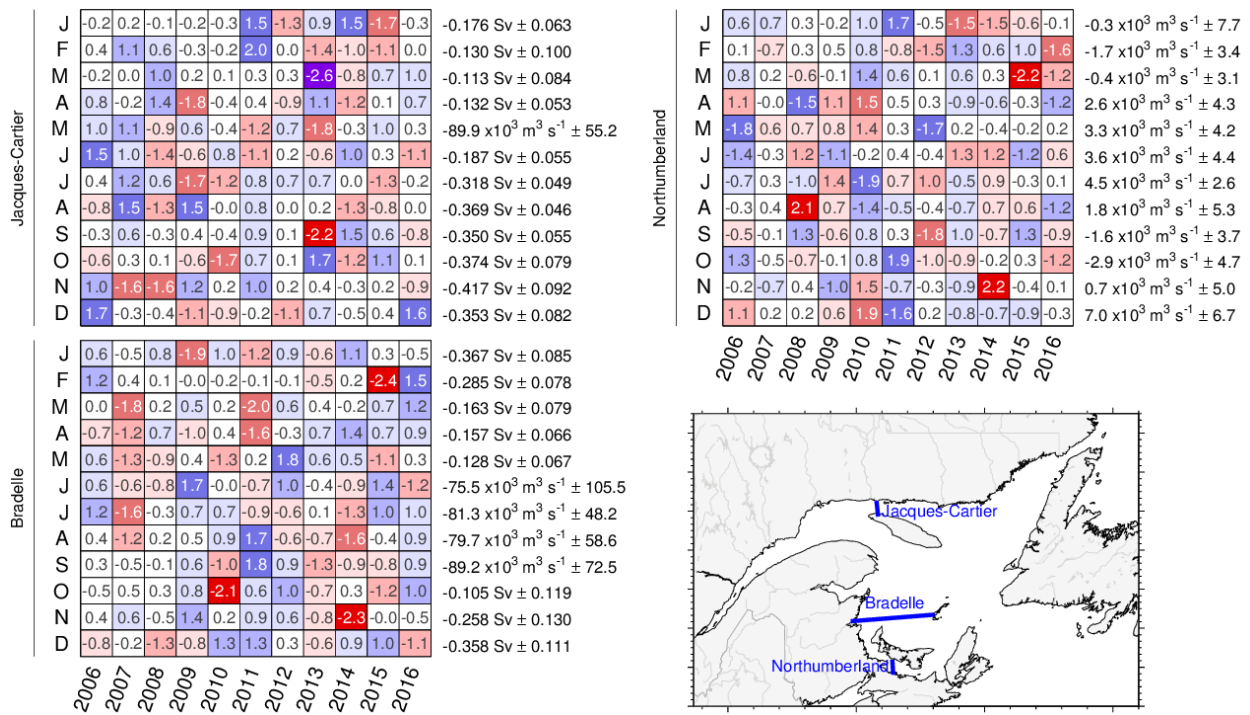 Jacques-Cartier
J -0.2 0.2 -0.1 -0.2 -0.2 1.5 -1.3 0.9 1.5 -1.7 -0.3 -0.176 Sv ± 0.063
F 0.4 1.1 0.6 -0.3 -0.2 2.0 0.0 -1.4 -1.0 -1.1 0.0 -0.130 Sv ± 0.100
M -0.2 0.0 1.0 0.2 0.1 0.3 0.3 -2.6 -0.8 0.7 1.0 -0.113 Sv ± 0.084
A 0.8 -0.2 1.4 -1.8 -0.4 0.4 -0.9 1.1 -1.2 0.1 0.7 -0.132 Sv ± 0.053
M 1.0 1.1 -0.9 0.6 -0.4 -1.2 0.7 -1.8 -0.3 1.0 0.3 -89.9 x10³ m³ s⁻¹ ± 55.2
J 1.5 1.0 -1.4 -0.6 0.8 -1.1 0.2 -0.6 1.0 0.3 -1.1 -0.187 Sv ± 0.055
J 0.4 1.2 0.6 -1.7 -1.2 0.8 0.7 0.7 0.0 -1.3 -0.2 -0.318 Sv ± 0.049
A -0.8 1.5 -1.3 1.5 -0.0 0.8 0.0 0.2 -1.3 -0.8 0.0 -0.369 Sv ± 0.046
S -0.3 0.6 -0.3 0.4 -0.4 0.9 0.1 -2.2 1.5 0.6 -0.8 -0.350 Sv ± 0.055
O -0.6 0.3 0.1 -0.6 -1.7 0.7 0.1 1.7 -1.2 1.1 0.1 -0.374 Sv ± 0.079
N 1.0 -1.6 -1.6 1.2 0.2 1.0 0.2 0.4 -0.3 0.2 -0.9 -0.417 Sv ± 0.092
D 1.7 -0.3 -0.4 -1.1 -0.9 -0.2 -1.1 0.7 -0.5 0.4 1.6 -0.353 Sv ± 0.082
Bradelle
J 0.6 -0.5 0.8 -1.9 1.0 -1.2 0.9 -0.6 1.1 0.3 -0.5 -0.367 Sv ± 0.085
F 1.2 0.4 0.1 -0.0 -0.2 -0.1 -0.1 -0.5 0.2 -2.4 1.5 -0.285 Sv ± 0.078
M 0.0 -1.8 0.2 0.5 0.2 -2.0 0.6 0.4 -0.2 0.7 1.2 -0.163 Sv ± 0.079
A -0.7 -1.2 0.7 -1.0 0.4 -1.6 -0.3 0.7 1.4 0.7 0.9 -0.157 Sv ± 0.066
M 0.6 -1.3 -0.9 0.4 -1.3 0.2 1.8 0.6 0.5 -1.1 0.3 -0.128 Sv ± 0.067
J 0.6 -0.6 -0.8 1.7 -0.0 -0.7 1.0 -0.4 -0.9 1.4 -1.2 -75.5 x10³ m³ s⁻¹ ± 105.5
J 1.2 -1.6 -0.3 0.7 0.7 -0.9 -0.6 0.1 -1.3 1.0 1.0 -81.3 x10³ m³ s⁻¹ ± 48.2
A 0.4 -1.2 0.2 0.5 0.9 1.7 -0.6 -0.7 -1.6 -0.4 0.9 -79.7 x10³ m³ s⁻¹ ± 58.6
S 0.3 -0.5 -0.1 0.6 -1.0 1.8 0.9 -1.3 -0.9 -0.8 0.9 -89.2 x10³ m³ s⁻¹ ± 72.5
O -0.5 0.5 0.3 0.8 -2.1 0.6 1.0 -0.7 0.3 -1.2 1.0 -0.105 Sv ± 0.119
N 0.4 0.6 -0.5 1.4 0.2 0.9 0.6 -0.8 -2.3 -0.0 -0.5 -0.258 Sv ± 0.130
D -0.8 -0.2 -1.3 -0.8 1.3 1.3 0.3 -0.6 0.9 1.0 -1.1 -0.358 Sv ± 0.111
2006 2007 2008 2009 2010 2011 2012 2013 2014 2015 2016
Northumberland
J 0.6 0.7 0.3 -0.2 1.0 1.7 -0.5 -1.5 -1.5 -0.6 -0.1 -0.3 x10³ m³ s⁻¹ ± 7.7
F 0.1 -0.7 0.3 0.5 0.8 -0.8 -1.5 1.3 0.6 1.0 -1.6 -1.7 x10³ m³ s⁻¹ ± 3.4
M 0.8 0.2 -0.6 -0.1 1.4 0.6 0.1 0.6 0.3 -2.2 -1.2 -0.4 x10³ m³ s⁻¹ ± 3.1
A 1.1 -0.0 -1.5 1.1 1.5 0.5 0.3 -0.9 -0.6 -0.3 -1.2 2.6 x10³ m³ s⁻¹ ± 4.3
M -1.8 0.6 0.7 0.8 1.4 0.3 -1.7 0.2 -0.4 -0.2 0.2 3.3 x10³ m³ s⁻¹ ± 4.2
J -1.4 -0.3 1.2 -1.1 -0.2 0.4 -0.4 1.3 1.2 -1.2 0.6 3.6 x10³ m³ s⁻¹ ± 4.4
J -0.7 0.3 -1.0 1.4 -1.9 0.7 1.0 -0.5 0.9 -0.3 0.1 4.5 x10³ m³ s⁻¹ ± 2.6
A -0.3 0.4 2.1 0.7 -1.4 -0.5 -0.4 -0.7 0.7 0.6 -1.2 1.8 x10³ m³ s⁻¹ ± 5.3
S -0.5 -0.1 1.3 -0.6 0.8 0.3 -1.8 1.0 -0.7 1.3 -0.9 -1.6 x10³ m³ s⁻¹ ± 3.7
O 1.3 -0.5 -0.7 -0.1 0.8 1.9 -1.0 -0.9 -0.2 0.3 -1.2 -2.9 x10³ m³ s⁻¹ ± 4.7
N -0.2 -0.7 0.4 -1.0 1.5 -0.7 -0.3 -0.9 2.2 -0.4 0.1 0.7 x10³ m³ s⁻¹ ± 5.0
D 1.1 0.2 0.2 0.6 1.9 -1.6 0.2 -0.8 -0.7 -0.9 -0.3 7.0 x10³ m³ s⁻¹ ± 6.7
2006 2007 2008 2009 2010 2011 2012 2013 2014 2015 2016
Jacques-Cartier
Bradelle
Northumberland